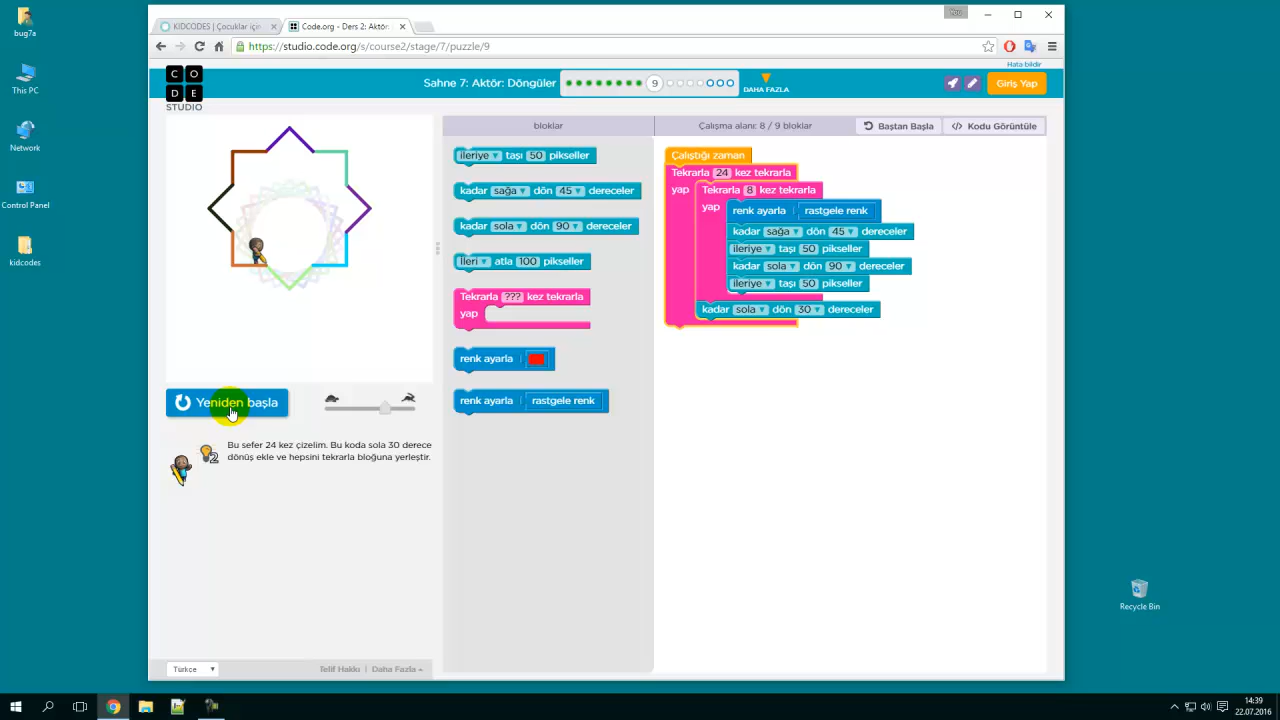 bug7a
This PC
Network
Control Panel
kidcodes
Recycle Bin
You
KIDCODES | Çocuklar için
Code.org - Ders 2: Aktör:
https://studio.code.org/s/course2/stage/7/puzzle/9
Hata bildir
C O
D E
STUDIO
Sahne 7: Aktör: Döngüler
9
DAHA FAZLA
Giriş Yap
bloklar
Çalışma alanı: 8 / 9 bloklar
Baştan Başla
Kodu Görüntüle
ileriye taşı 50 pikseller
kadar sağa dön 45 dereceler
kadar sola dön 90 dereceler
İleri atla 100 pikseller
Tekrarla ??? kez tekrarla
yap
renk ayarla
renk ayarla rastgele renk
Çalıştığı zaman
Tekrarla 24 kez tekrarla
yap Tekrarla 8 kez tekrarla
yap renk ayarla rastgele renk
kadar sağa dön 45 dereceler
ileriye taşı 50 pikseller
kadar sola dön 90 dereceler
ileriye taşı 50 pikseller
kadar sola dön 30 dereceler
Yeniden başla
2
Bu sefer 24 kez çizelim. Bu koda sola 30 derece
dönüş ekle ve hepsini tekrarla bloğuna yerleştir.
Türkçe
Telif Hakkı | Daha Fazla
14:39
22.07.2016